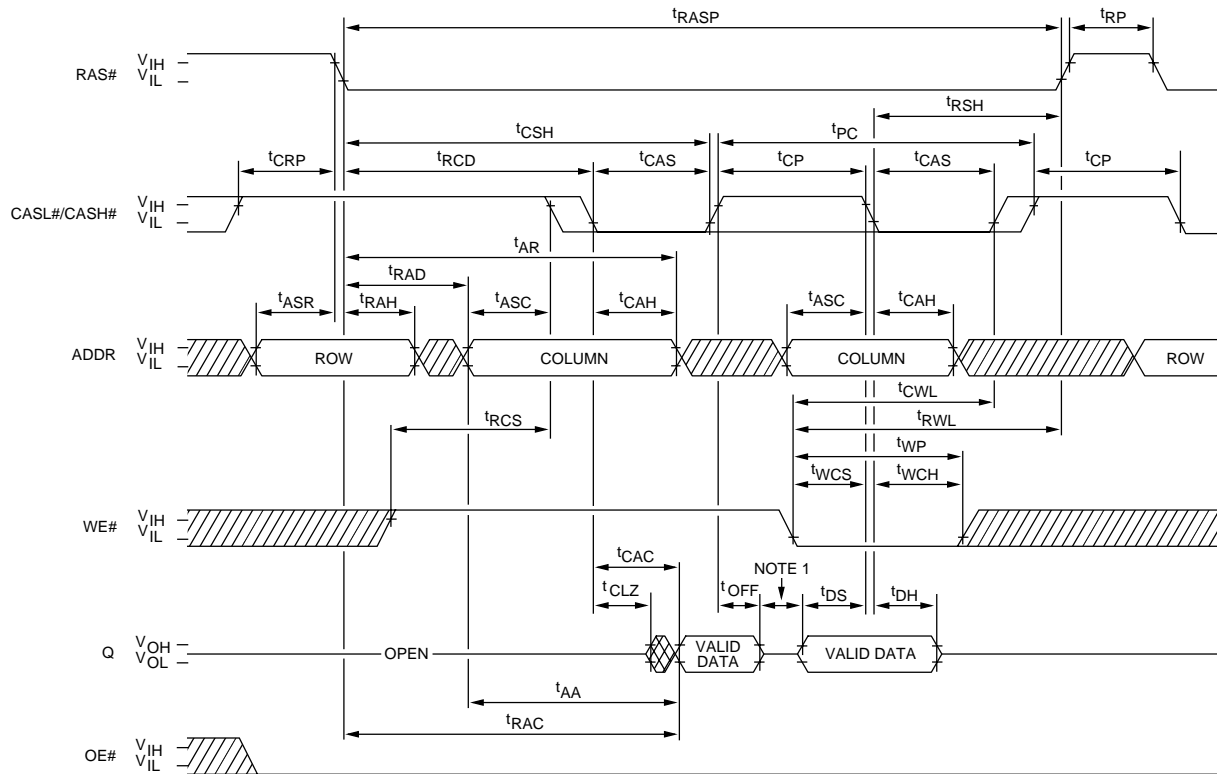 tRASP
tRP
RAS#
VIH
VIL
tRSH
tCSH
tPC
tCRP
tRCD
tCAS
tCP
tCAS
tCP
CASL#/CASH#
VIH
VIL
tAR
tRAD
tASR
tRAH
tASC
tCAH
tASC
tCAH
ADDR
VIH
VIL
ROW
COLUMN
COLUMN
ROW
tCWL
tRCS
tRWL
tWP
tWCS
tWCH
WE#
VIH
VIL
tCAC
NOTE 1
tCLZ
tOFF
tDS
tDH
Q
VOH
VOL
OPEN
VALID
DATA
VALID DATA
tAA
tRAC
OE#
VIH
VIL